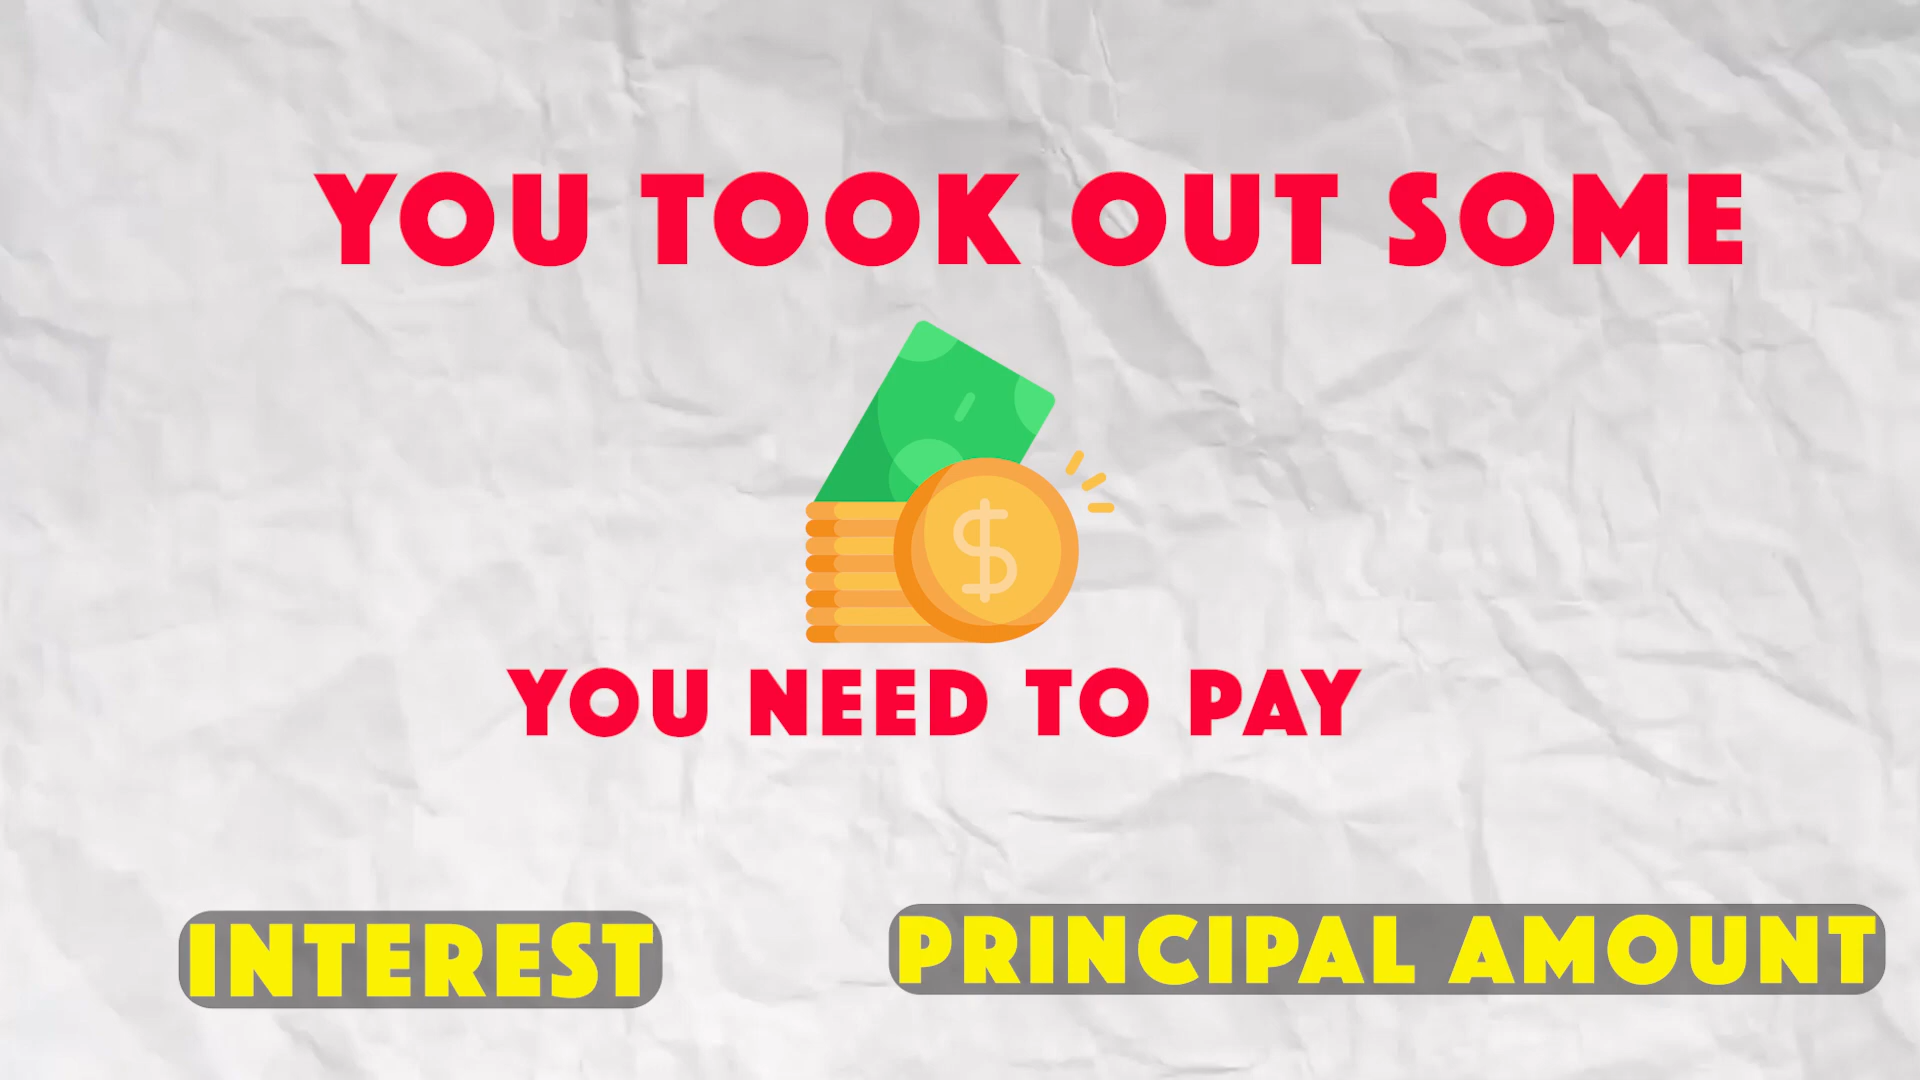 YOU TOOK OUT SOME
$
YOU NEED TO PAY
INTEREST
PRINCIPAL AMOUNT